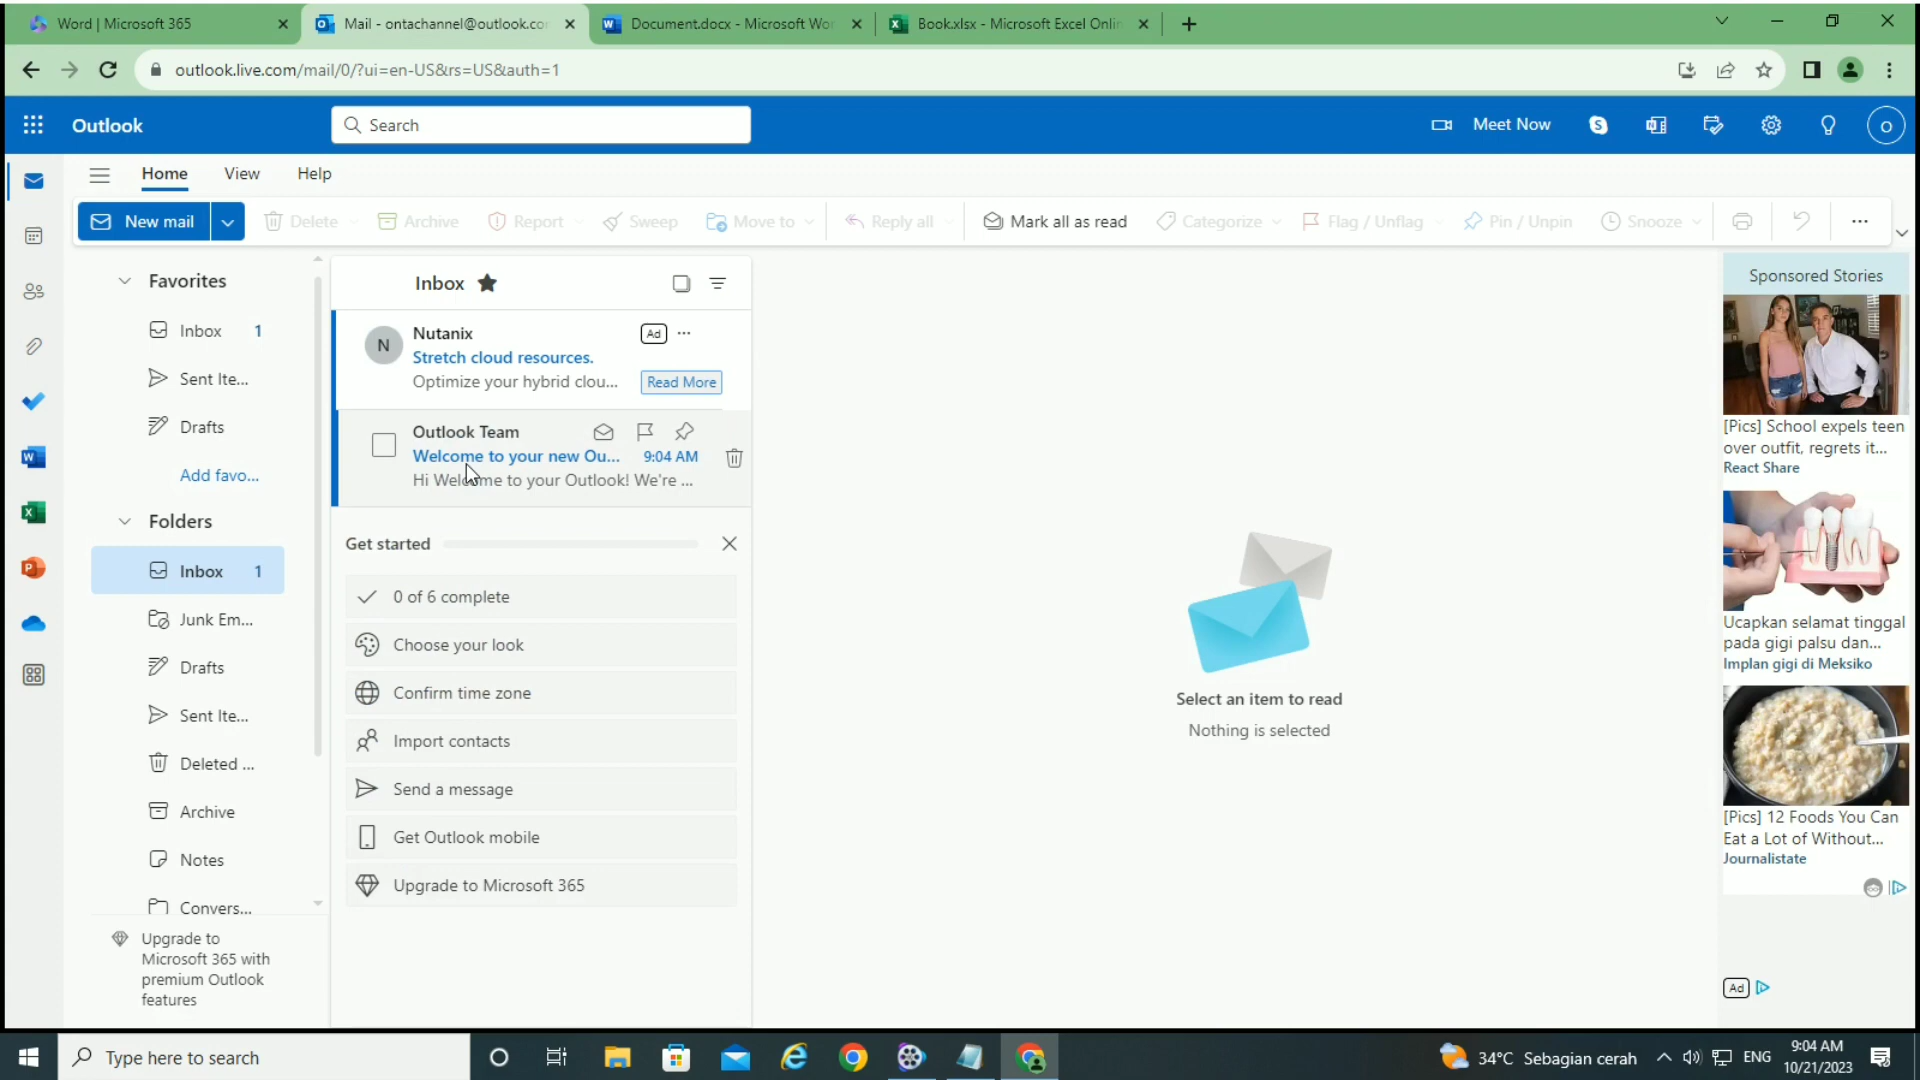 Word | Microsoft 365
Mail - ontachannel@outlook.co
Document.docx - Microsoft Wor
Book.xlsx - Microsoft Excel Onlin
outlook.live.com/mail/0/?ui=en-US&rs=US&auth=1
Outlook
Search
Meet Now
O
Home View Help
New mail
Delete
Archive
Report
Sweep
Move to
Reply all
Mark all as read
Categorize
Flag / Unflag
Pin / Unpin
Snooze
Favorites
Inbox 1
Sent Ite...
Drafts
Add favo...
Folders
Inbox 1
Junk Em...
Drafts
Sent Ite...
Deleted ...
Archive
Notes
Convers...
Upgrade to
Microsoft 365 with
premium Outlook
features
Inbox
N
Nutanix Ad
Stretch cloud resources.
Optimize your hybrid clou... Read More
Outlook Team
Welcome to your new Ou... 9:04 AM
Hi Welcome to your Outlook! We're ...
Get started
0 of 6 complete
Choose your look
Confirm time zone
Import contacts
Send a message
Get Outlook mobile
Upgrade to Microsoft 365
Select an item to read
Nothing is selected
Sponsored Stories
[Pics] School expels teen
over outfit, regrets it...
React Share
Ucapkan selamat tinggal
pada gigi palsu dan...
Implan gigi di Meksiko
[Pics] 12 Foods You Can
Eat a Lot of Without...
Journalistate
Ad
Type here to search
34°C Sebagian cerah
ENG
9:04 AM
10/21/2023